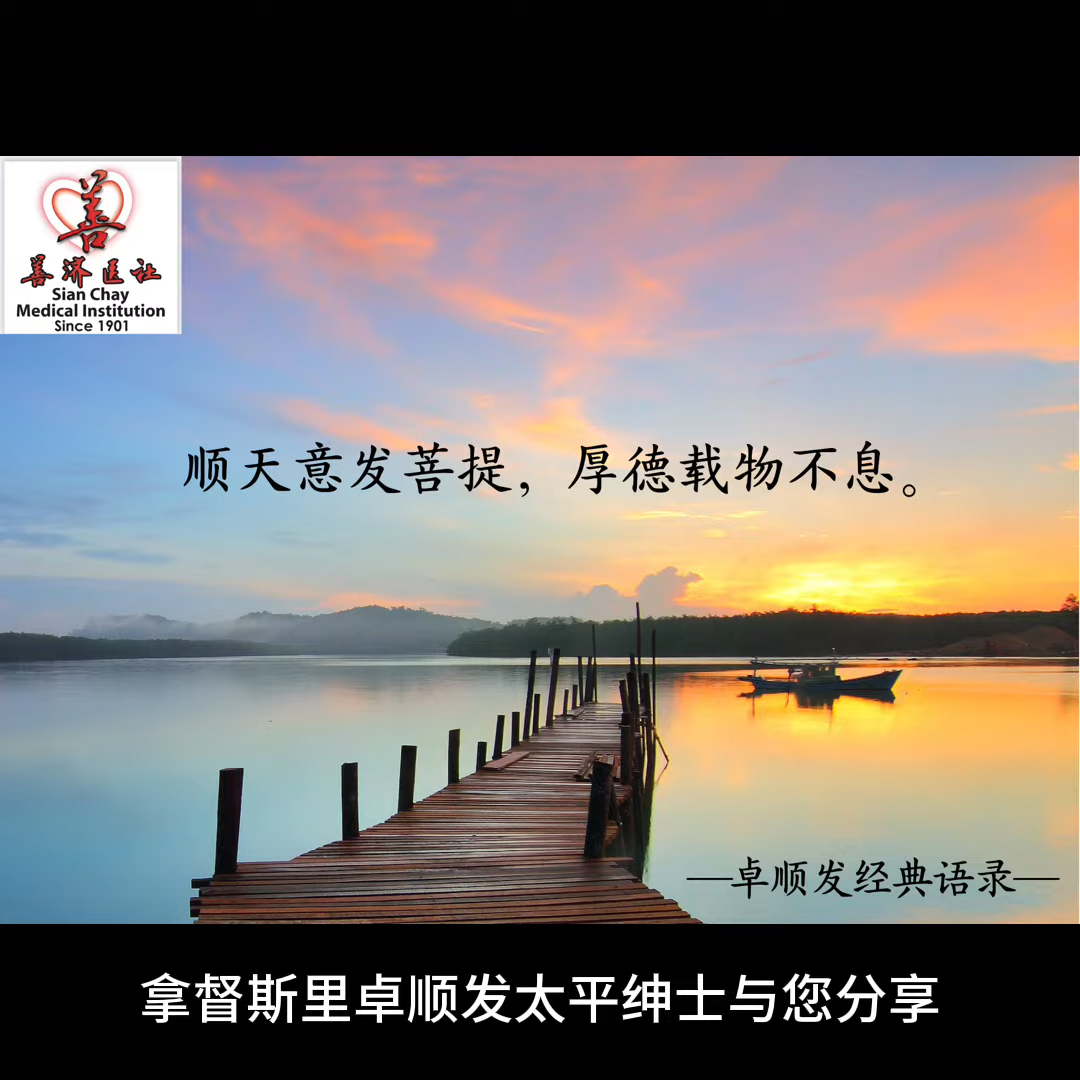 善
善济医社
Sian Chay
Medical Institution
Since 1901
顺天意发菩提，厚德载物不息。
—卓顺发经典语录—
拿督斯里卓顺发太平绅士与您分享